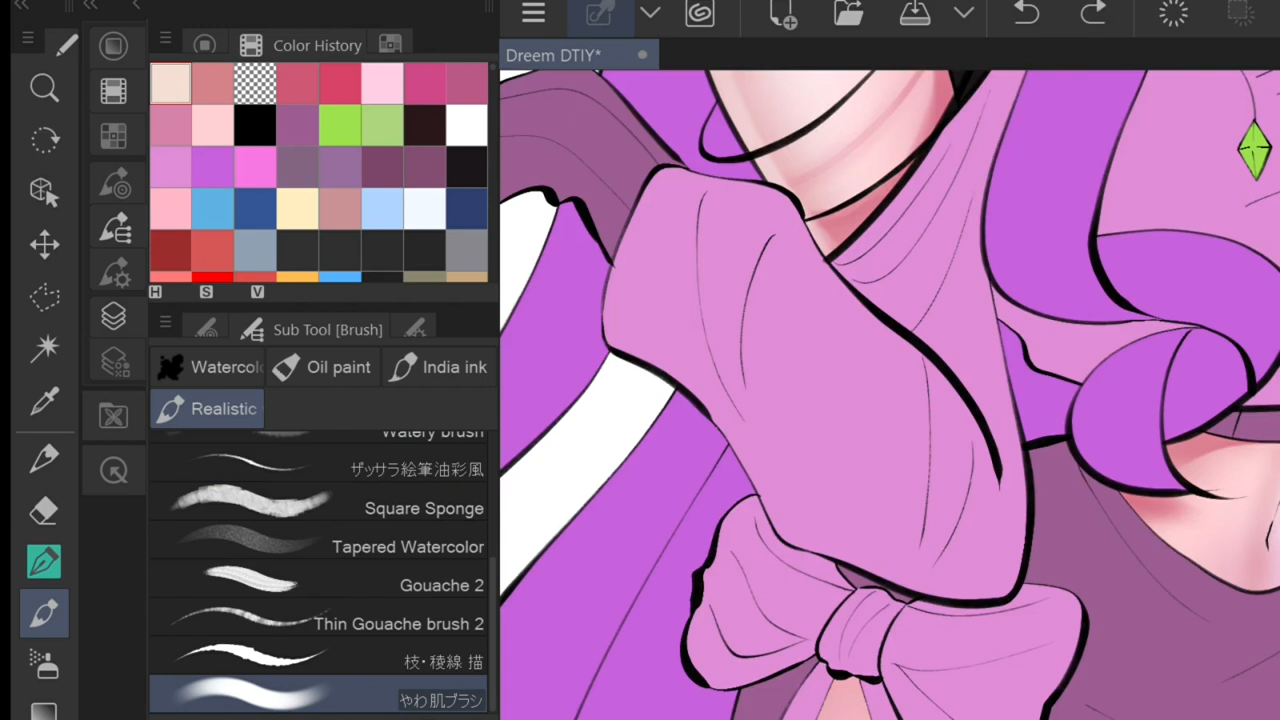 Color History
Dreem DTIY*
H S V
Sub Tool [Brush]
Watercolo Oil paint India ink
Realistic
Watery brush
ザッサラ絵筆油彩風
Square Sponge
Tapered Watercolor
Gouache 2
Thin Gouache brush 2
枝・稜線 描
やわ肌ブラシ